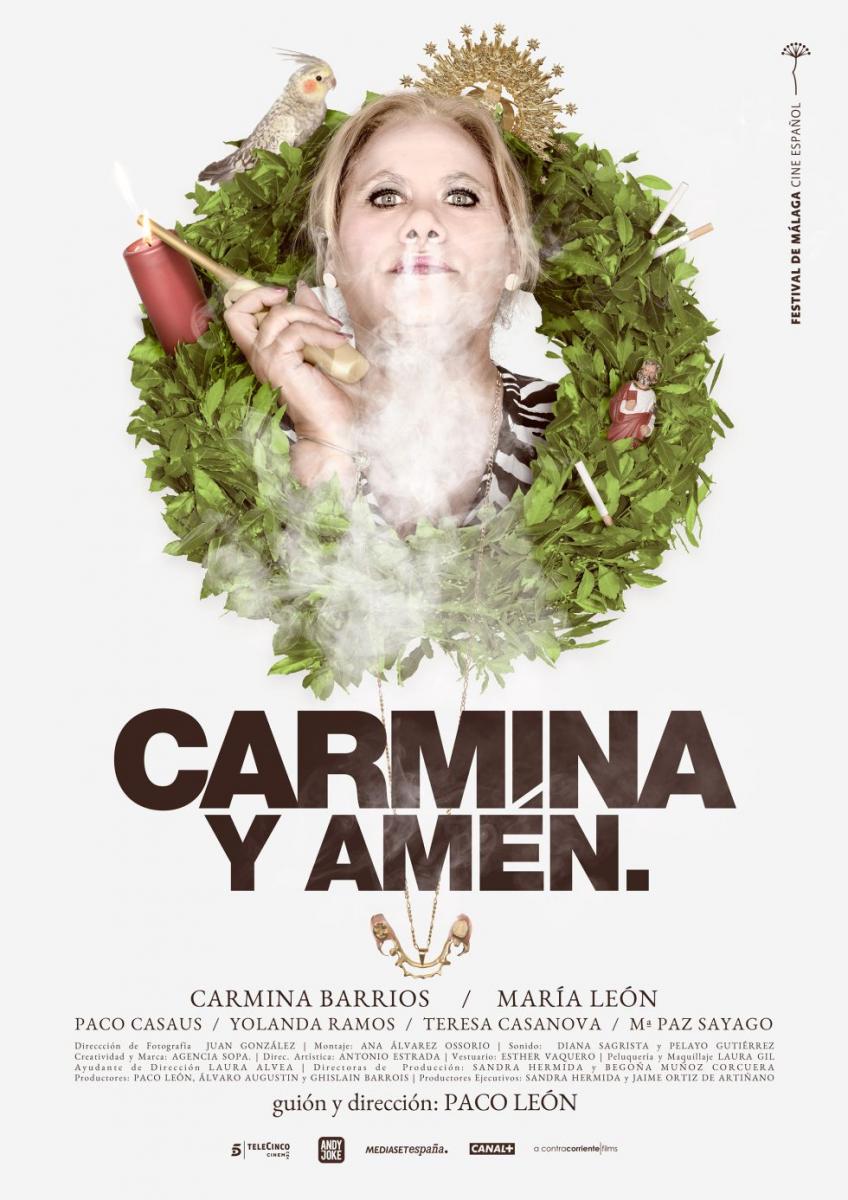 FESTIVAL DE MÁLAGA CINE ESPAÑOL
CARMINA
Y AMÉN.
CARMINA BARRIOS / MARÍA LEÓN
PACO CASAUS / YOLANDA RAMOS / TERESA CASANOVA / Mª PAZ SAYAGO
Direccción de Fotografía JUAN GONZÁLEZ | Montaje: ANA ÁLVAREZ OSSORIO | Sonido: DIANA SAGRISTA y PELAYO GUTIÉRREZ
Creatividad y Marca: AGENCIA SOPA. | Direc. Artística: ANTONIO ESTRADA | Vestuario: ESTHER VAQUERO | Peluquería y Maquillaje LAURA GIL
Ayudante de Dirección LAURA ALVEA | Directoras de Producción: SANDRA HERMIDA y BEGOÑA MUÑOZ CORCUERA
Productores: PACO LEÓN, ÁLVARO AUGUSTIN y GHISLAIN BARROIS | Productores Ejecutivos: SANDRA HERMIDA y JAIME ORTIZ DE ARTIÑANO
guión y dirección: PACO LEÓN
5 TELECINCO CINEMA ANDY JOKE MEDIASETespaña. CANAL+ a contracorriente films